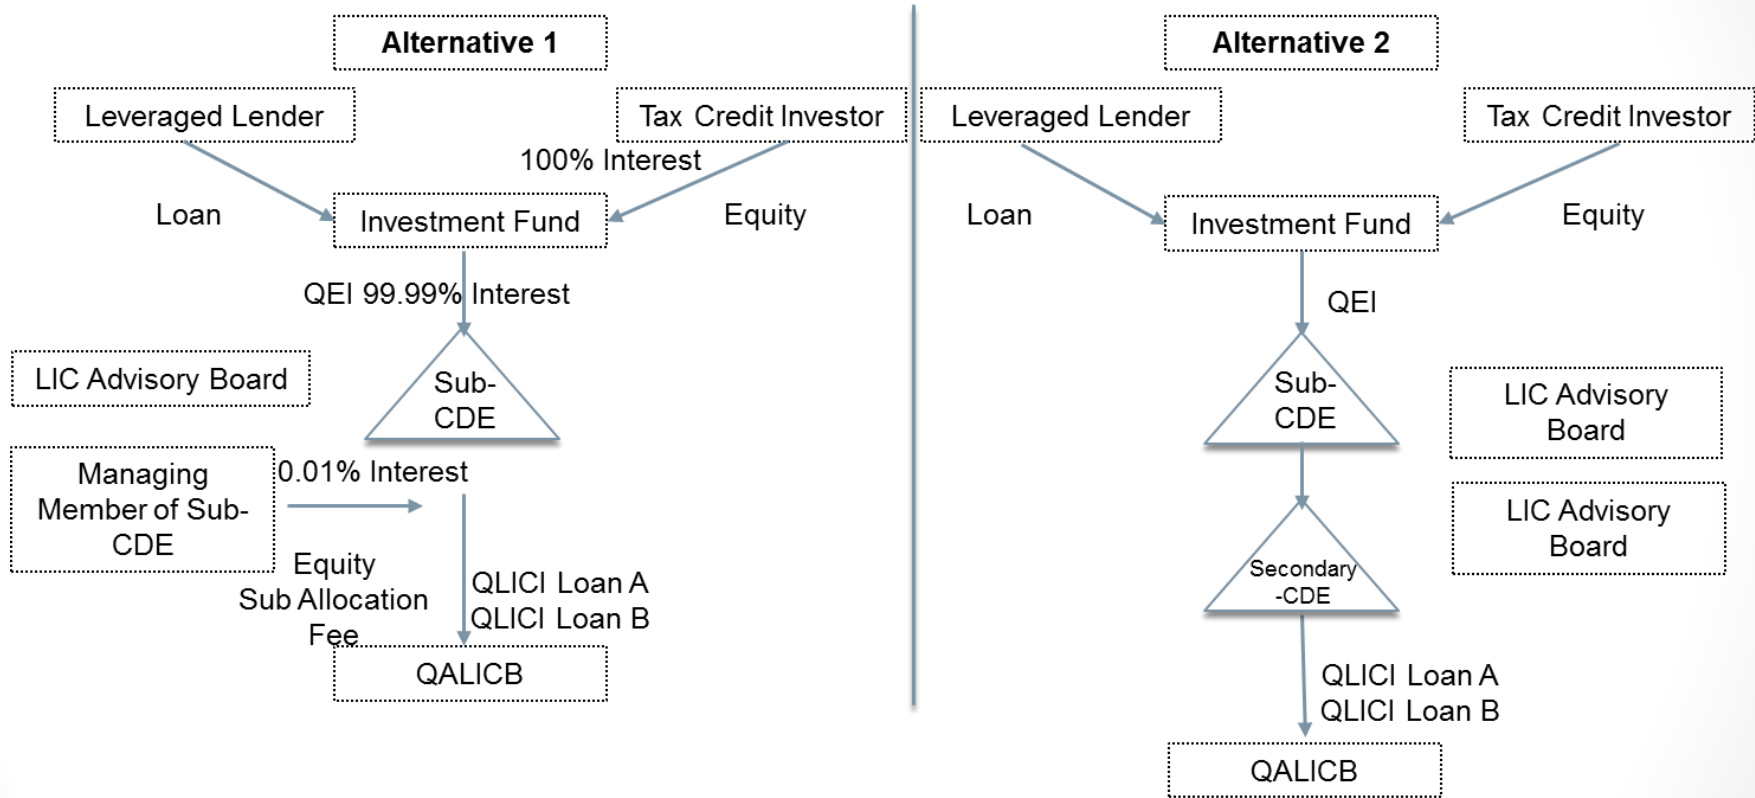 Alternative 1
Leveraged Lender
Tax Credit Investor
100% Interest
Loan
Investment Fund
Equity
QEI 99.99% Interest
LIC Advisory Board
Sub-
CDE
Managing
Member of Sub-
CDE
0.01% Interest
Equity
Sub Allocation
Fee
QLICI Loan A
QLICI Loan B
QALICB
Alternative 2
Leveraged Lender
Tax Credit Investor
Loan
Investment Fund
Equity
QEI
Sub-
CDE
LIC Advisory
Board
LIC Advisory
Board
Secondary
-CDE
QLICI Loan A
QLICI Loan B
QALICB